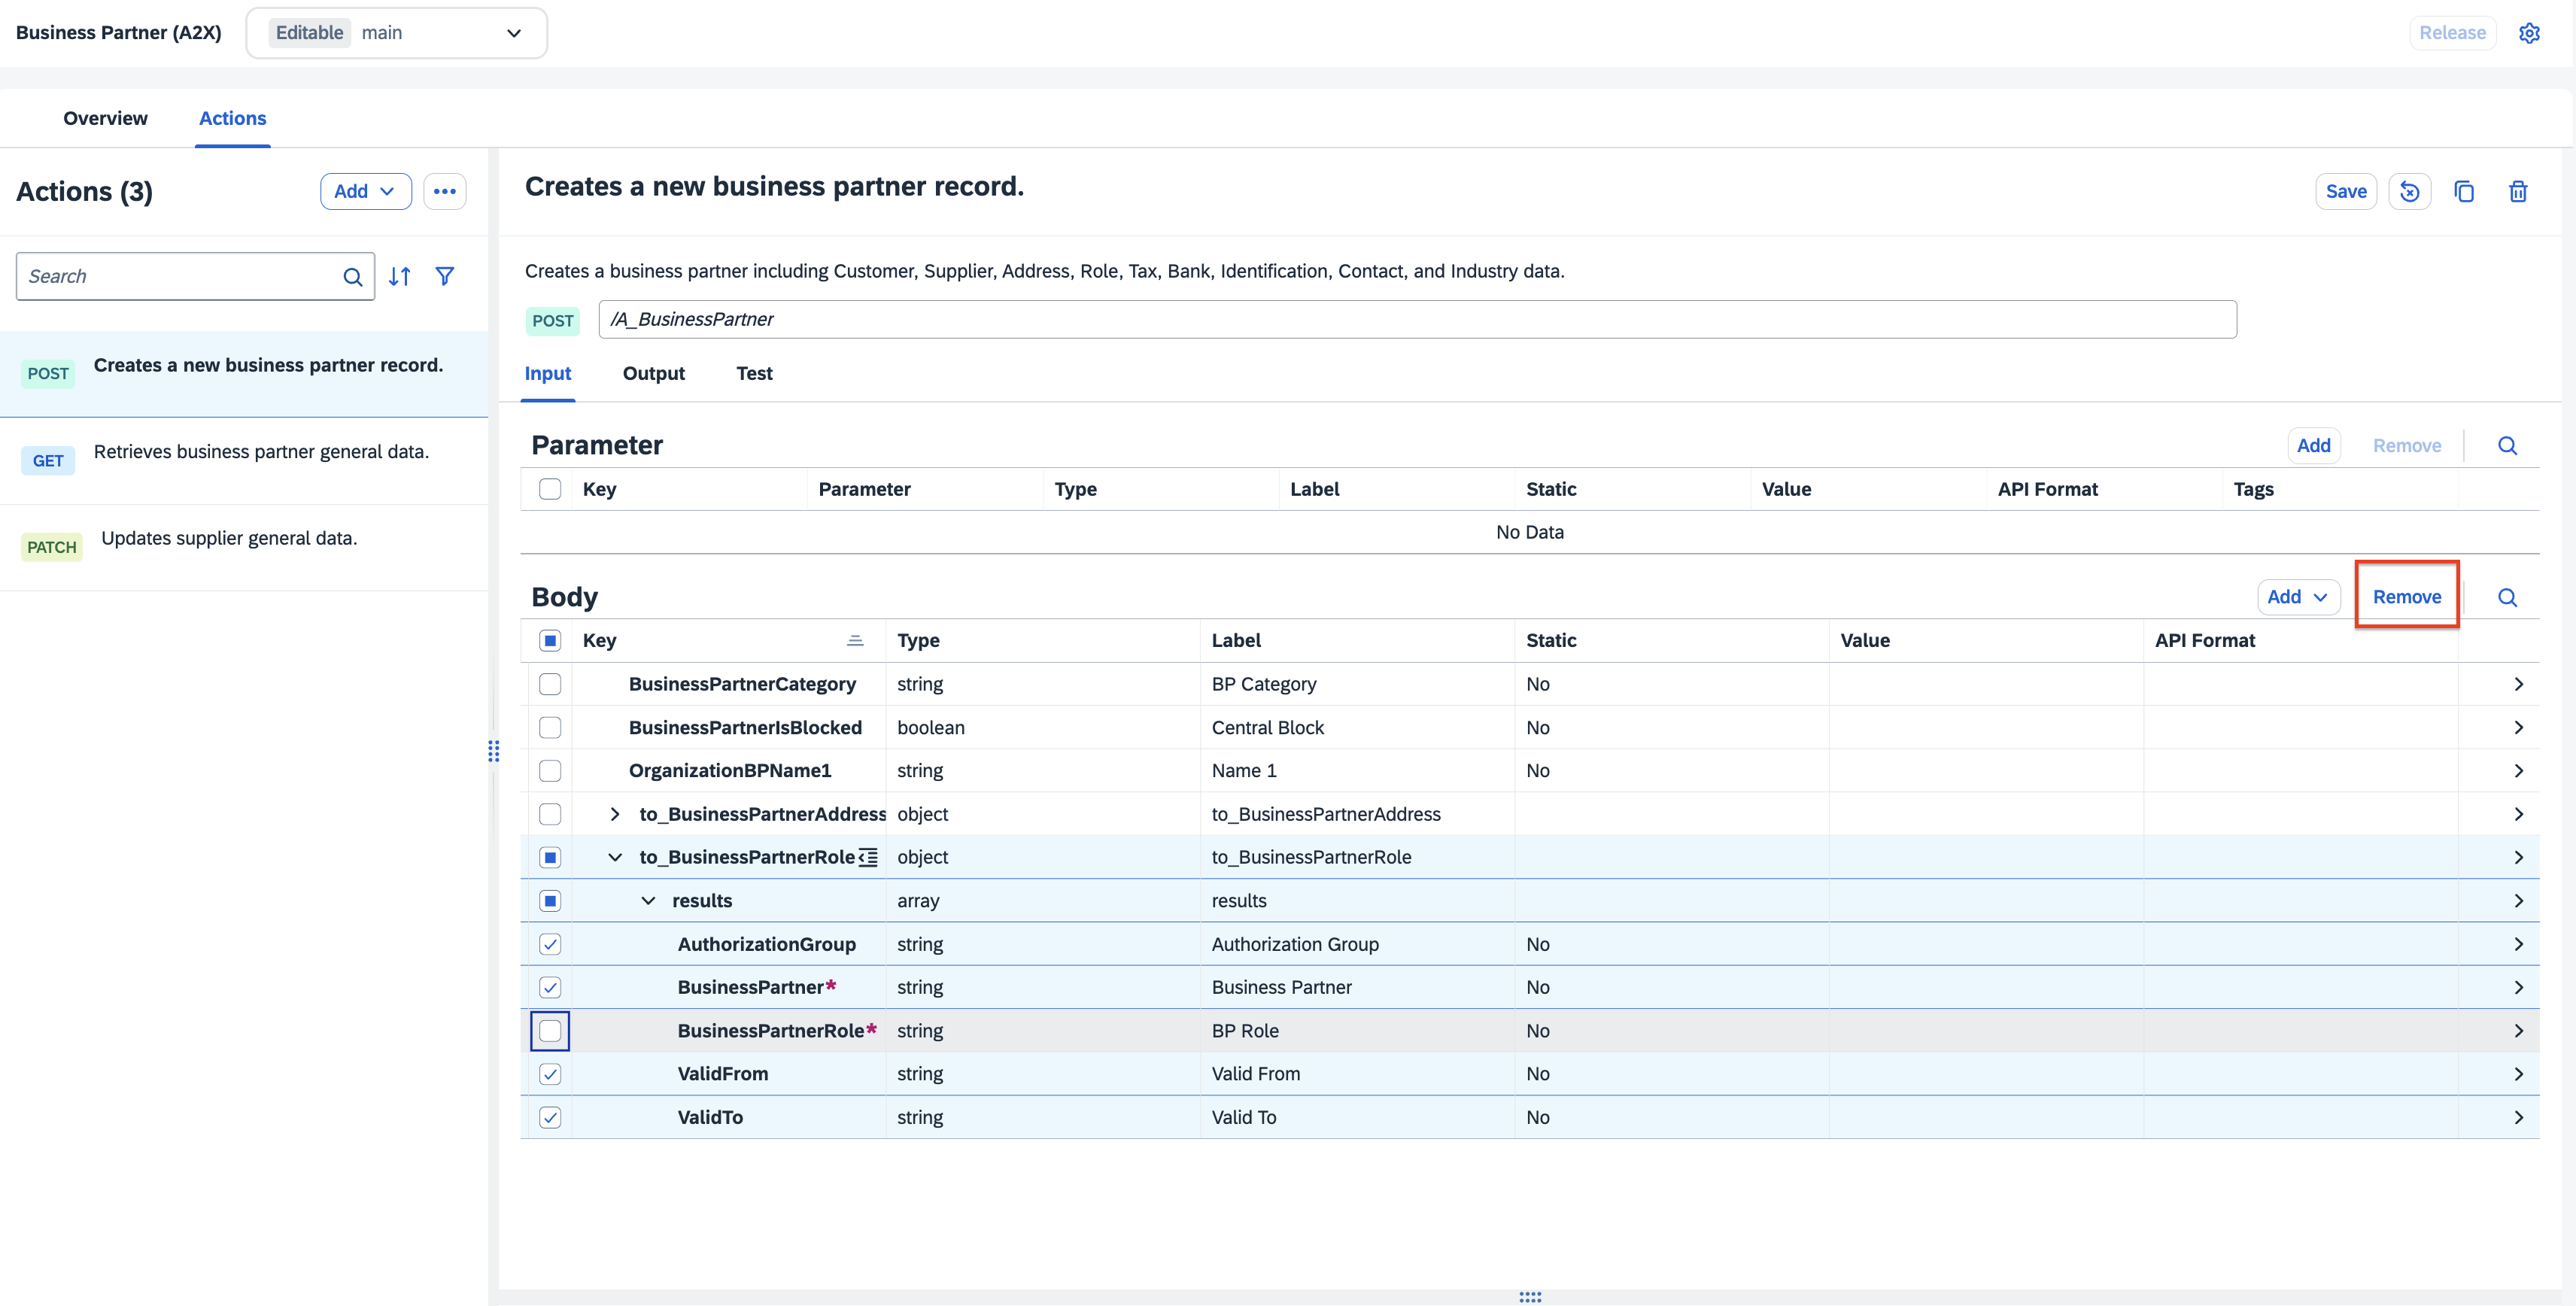 Business Partner (A2X) Editable main Release
Overview Actions
Actions (3) Add
Search
POST Creates a new business partner record.
GET Retrieves business partner general data.
PATCH Updates supplier general data.
Creates a new business partner record. Save
Creates a business partner including Customer, Supplier, Address, Role, Tax, Bank, Identification, Contact, and Industry data.
POST /A_BusinessPartner
Input Output Test
Parameter Add Remove
Key Parameter Type Label Static Value API Format Tags
No Data
Body Add Remove
Key Type Label Static Value API Format
BusinessPartnerCategory string BP Category No
BusinessPartnerIsBlocked boolean Central Block No
OrganizationBPName1 string Name 1 No
to_BusinessPartnerAddress object to_BusinessPartnerAddress
to_BusinessPartnerRole object to_BusinessPartnerRole
results array results
AuthorizationGroup string Authorization Group No
BusinessPartner* string Business Partner No
BusinessPartnerRole* string BP Role No
ValidFrom string Valid From No
ValidTo string Valid To No